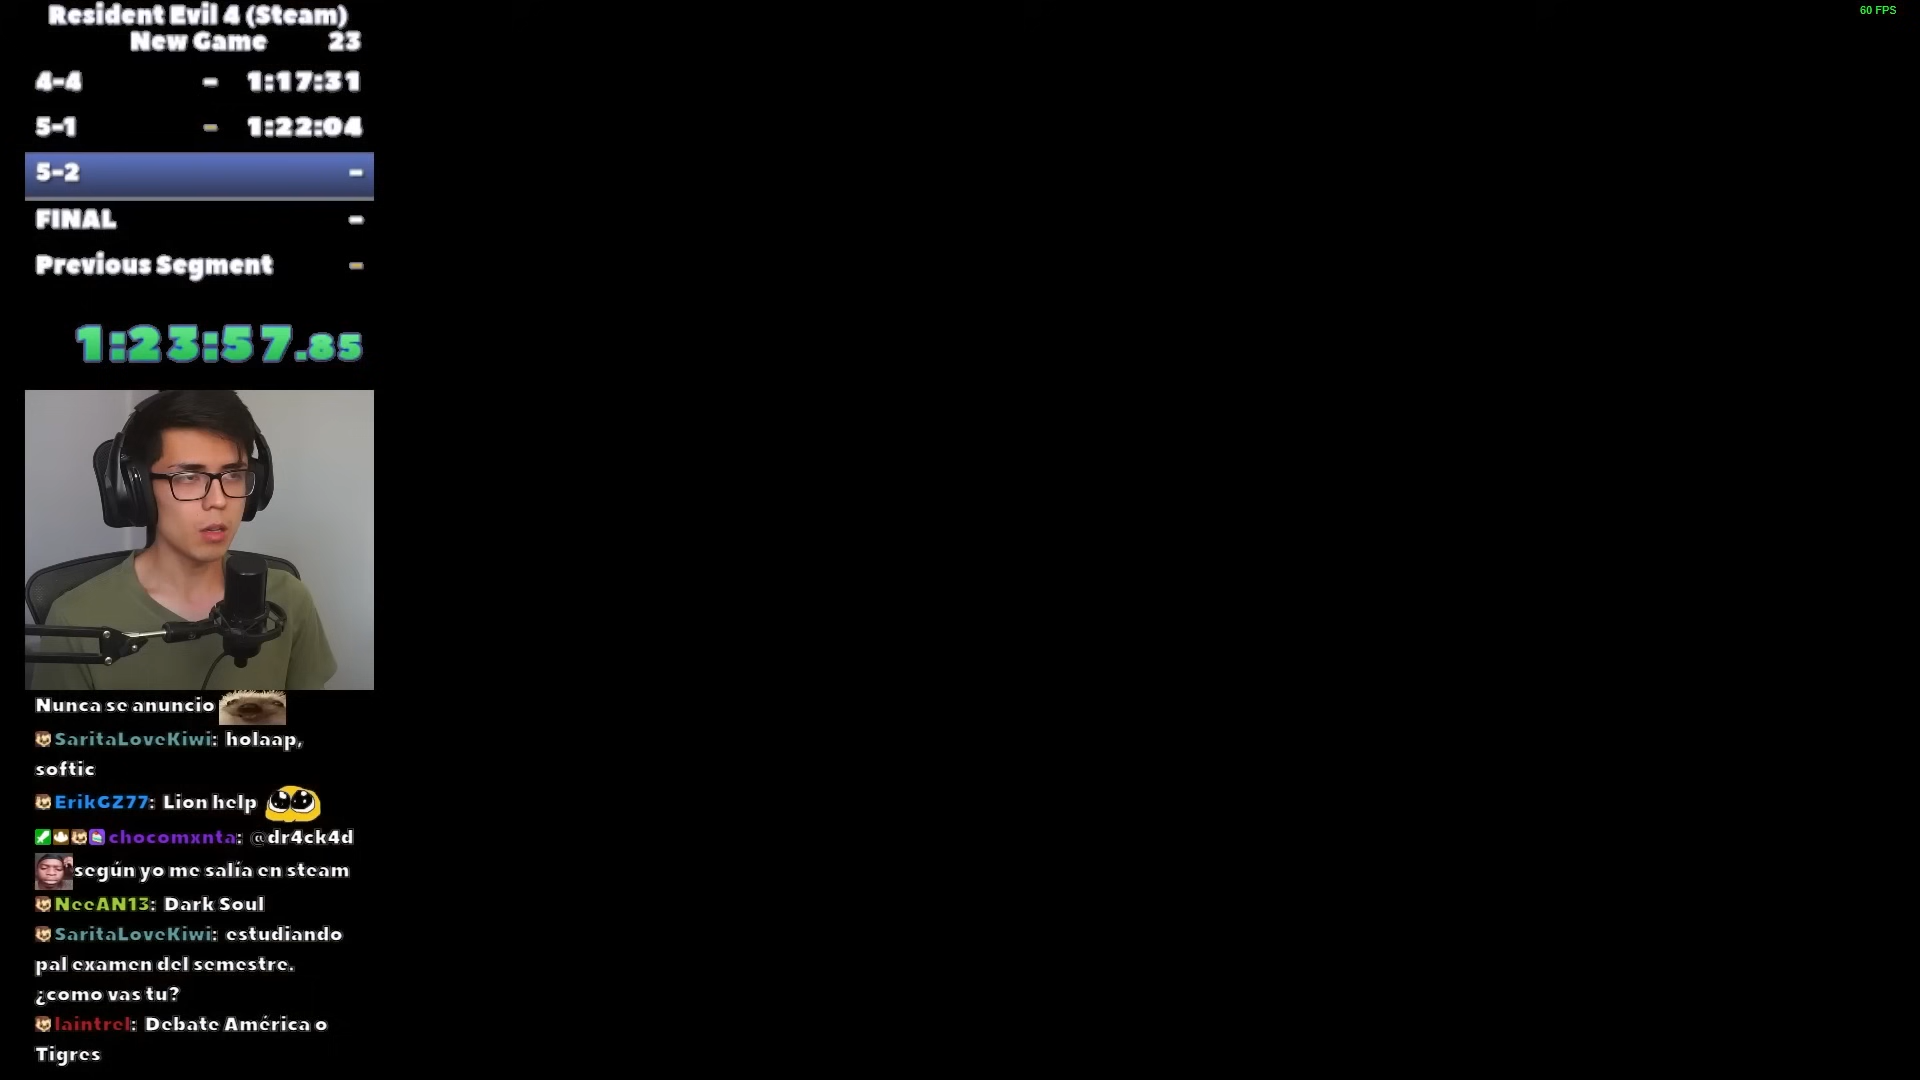 Resident Evil 4 (Steam)
New Game 23
4-4 - 1:17:31
5-1 - 1:22:04
5-2 -
FINAL -
Previous Segment -
1:23:57.85
60 FPS
Nunca se anuncio
SaritaLoveKiwi: holaap,
softic
ErikGZ77: Lion help
chocomxnta: @dr4ck4d
según yo me salía en steam
NeeAN13: Dark Soul
SaritaLoveKiwi: estudiando
pal examen del semestre.
¿como vas tu?
laintrel: Debate América o
Tigres